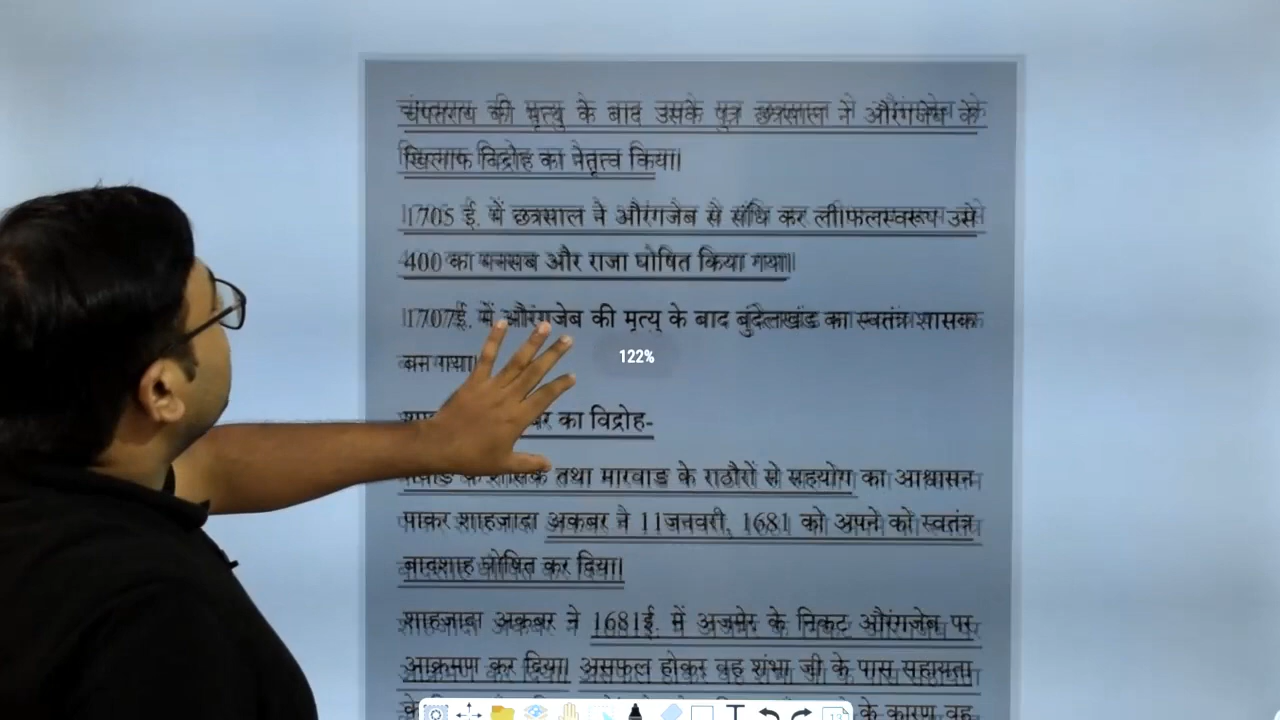 चंपतराय की मृत्यु के बाद उसके पुत्र छत्रसाल ने औरंगजेब के
खिलाफ विद्रोह का नेतृत्व किया।
1705 ई. में छत्रसाल ने औरंगजेब से संधि कर ली।फलस्वरूप उसे
400 का मनसब और राजा घोषित किया गया।
1707ई. में औरंगजेब की मृत्यु के बाद बुंदेलखंड का स्वतंत्र शासक
बन गया।
122%
का विद्रोह-
के शासक तथा मारवाड के राठौरों से सहयोग का आश्वासन
पाकर शाहजादा अकबर ने 11जनवरी, 1681 को अपने को स्वतंत्र
बादशाह घोषित कर दिया।
शाहजादा अकबर ने 1681ई. में अजमेर के निकट औरंगजेब पर
आक्रमण कर दिया। असफल होकर वह शंभा जी के पास सहायता
के कारण वह